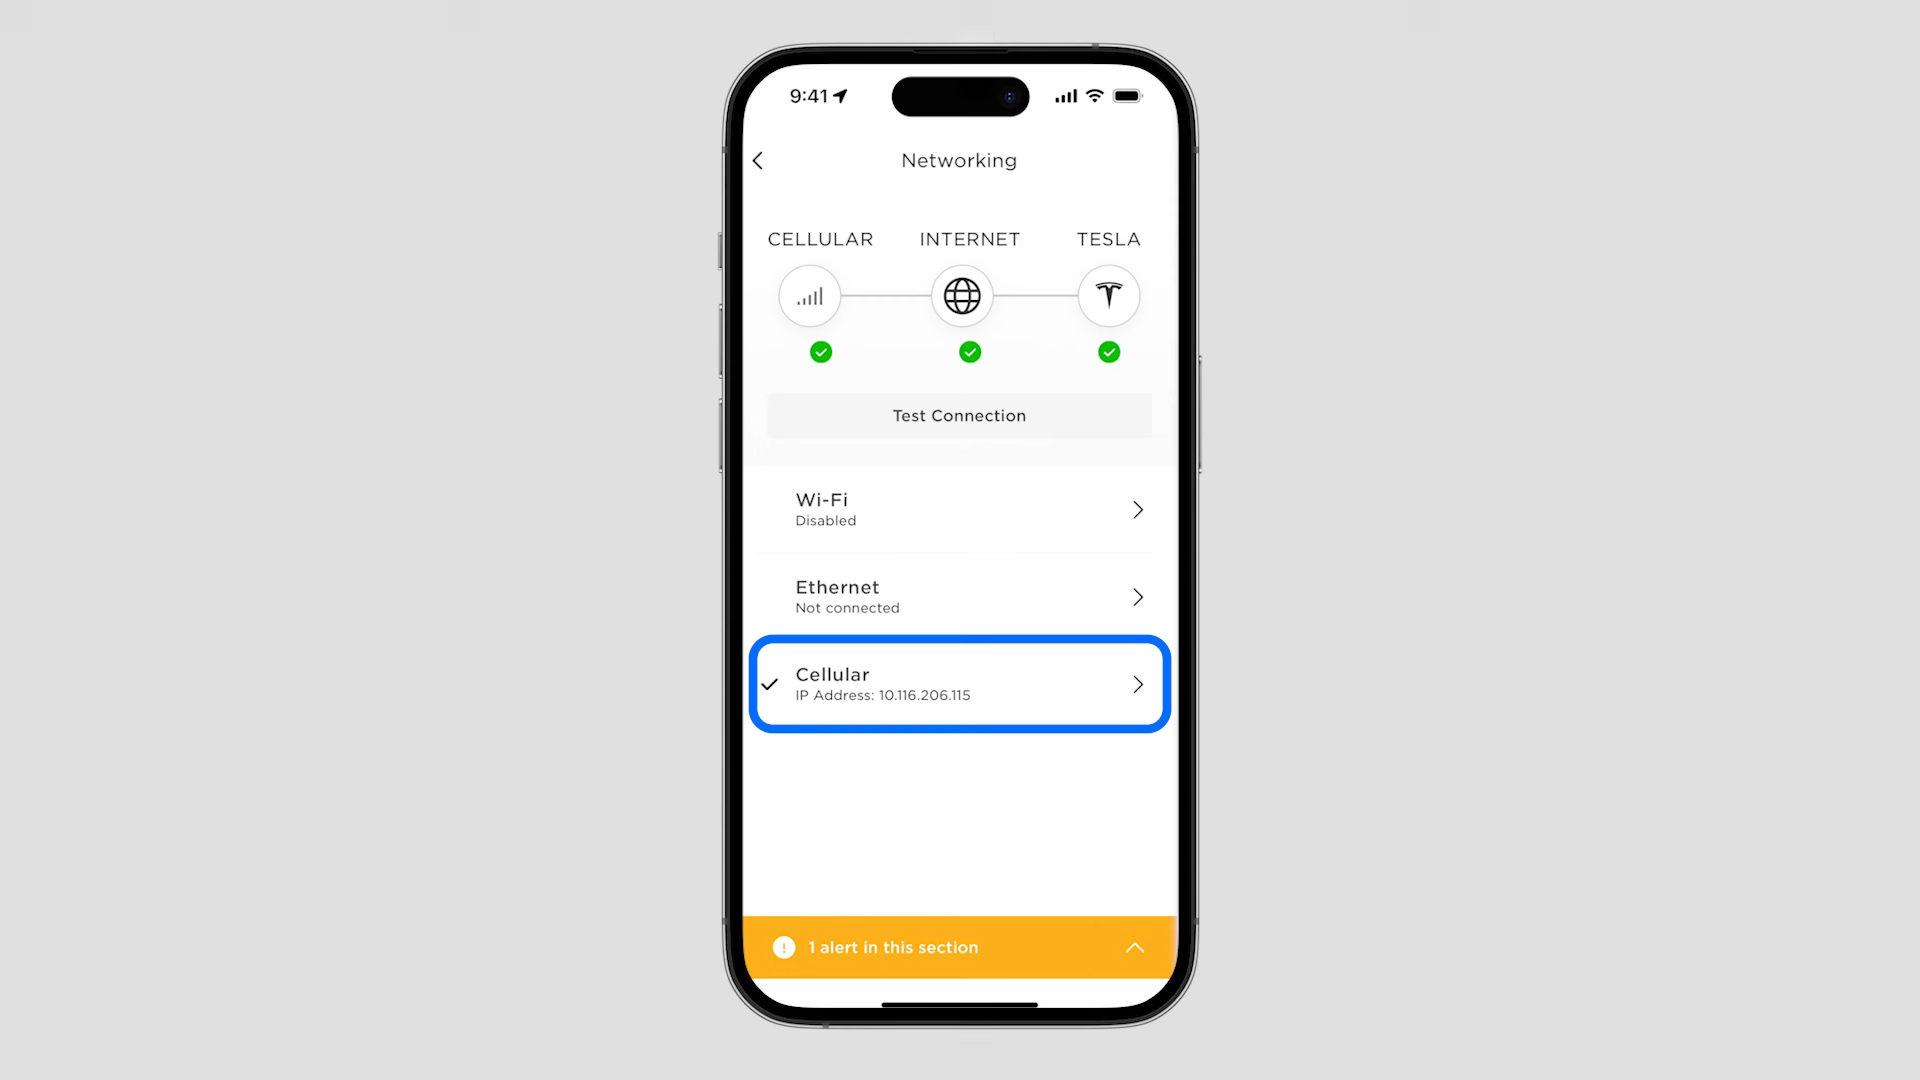 9:41
Networking
CELLULAR INTERNET TESLA
Test Connection
Wi-Fi
Disabled
Ethernet
Not connected
Cellular
IP Address: 10.116.206.115
1 alert in this section